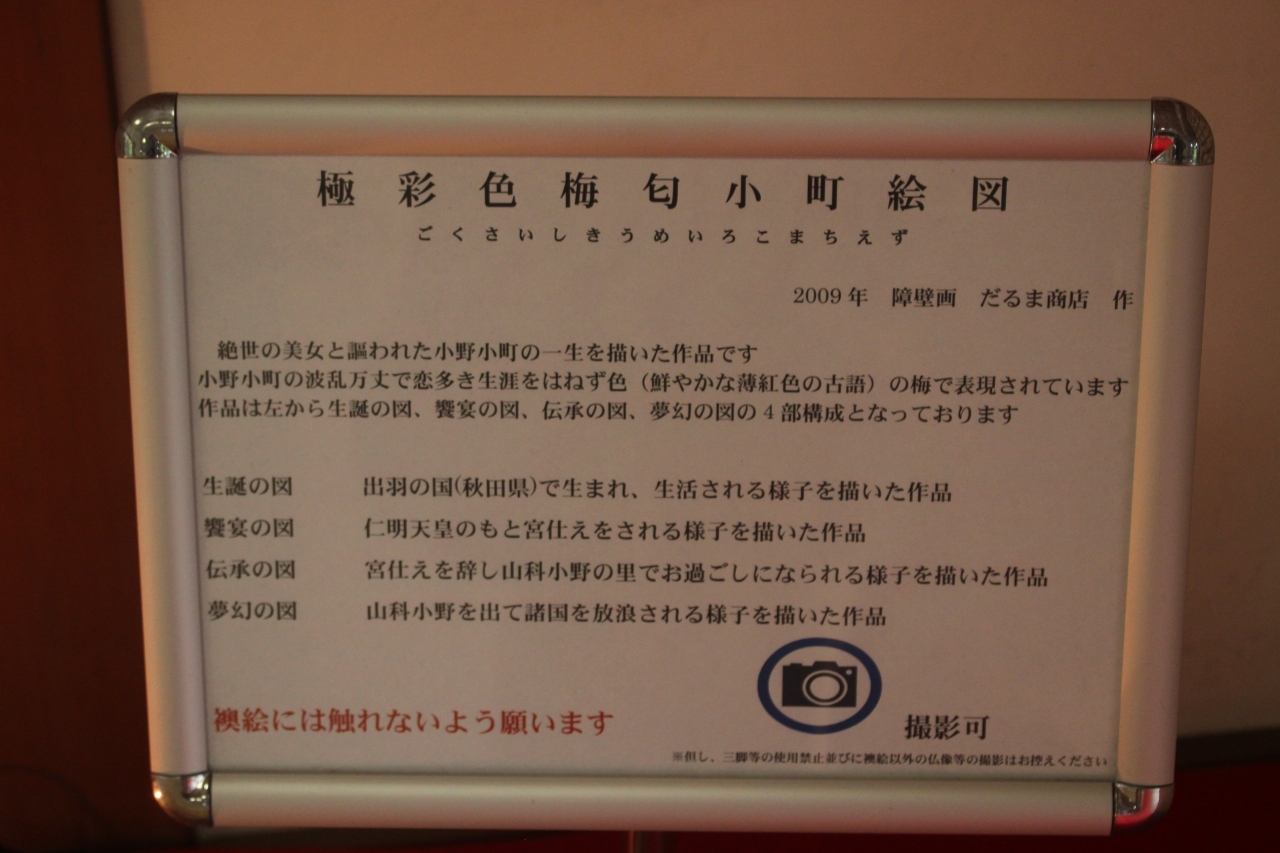 極彩色梅匂小町絵図
ごくさいしきうめいろこまちえず
2009年　障壁画　だるま商店　作
絶世の美女と謳われた小野小町の一生を描いた作品です
小野小町の波乱万丈で恋多き生涯をはねず色（鮮やかな薄紅色の古語）の梅で表現されています
作品は左から生誕の図、饗宴の図、伝承の図、夢幻の図の4部構成となっております
生誕の図　出羽の国(秋田県)で生まれ、生活される様子を描いた作品
饗宴の図　仁明天皇のもと宮仕えをされる様子を描いた作品
伝承の図　宮仕えを辞し山科小野の里でお過ごしになられる様子を描いた作品
夢幻の図　山科小野を出て諸国を放浪される様子を描いた作品
襖絵には触れないよう願います
撮影可
※但し、三脚等の使用禁止並びに襖絵以外の仏像等の撮影はお控えください